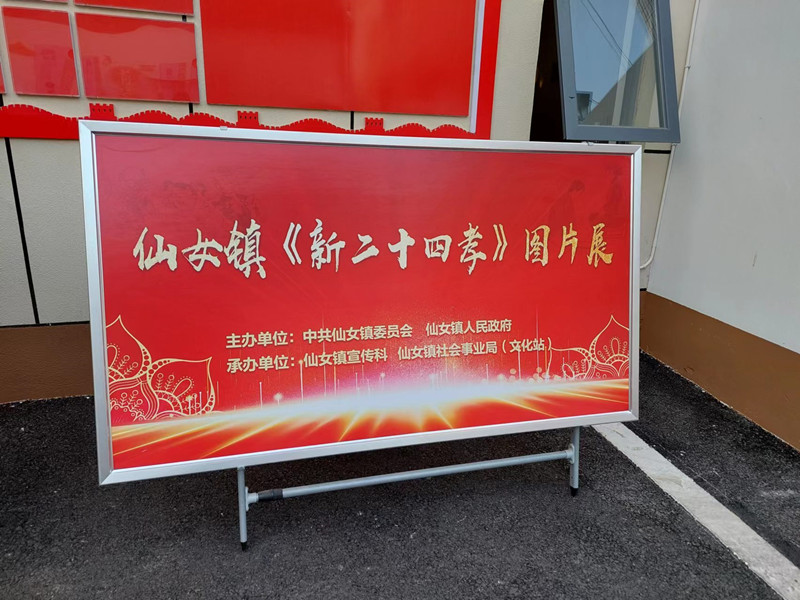 仙女镇《新二十四孝》图片展
主办单位：中共仙女镇委员会 仙女镇人民政府
承办单位：仙女镇宣传科 仙女镇社会事业局（文化站）